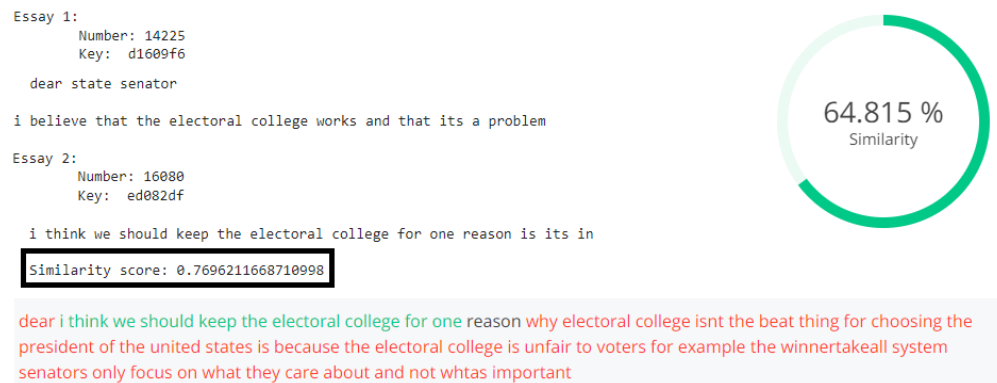 Essay 1:
Number: 14225
Key: d1609f6
dear state senator
i believe that the electoral college works and that its a problem
Essay 2:
Number: 16080
Key: ed082df
i think we should keep the electoral college for one reason is its in
Similarity score: 0.7696211668710998
64.815 %
Similarity
dear i think we should keep the electoral college for one reason why electoral college isnt the beat thing for choosing the
president of the united states is because the electoral college is unfair to voters for example the winnertakeall system
senators only focus on what they care about and not whtas important